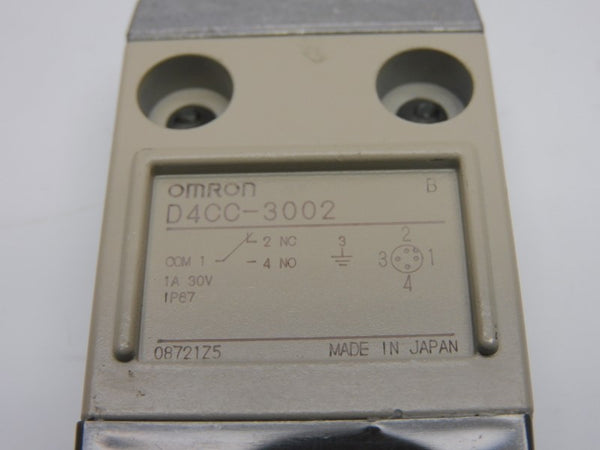 omron B
D4CC-3002
2 NC
COM 1
4 NO
3
2
3 1
4
1A 30V
IP67
08721Z5 MADE IN JAPAN